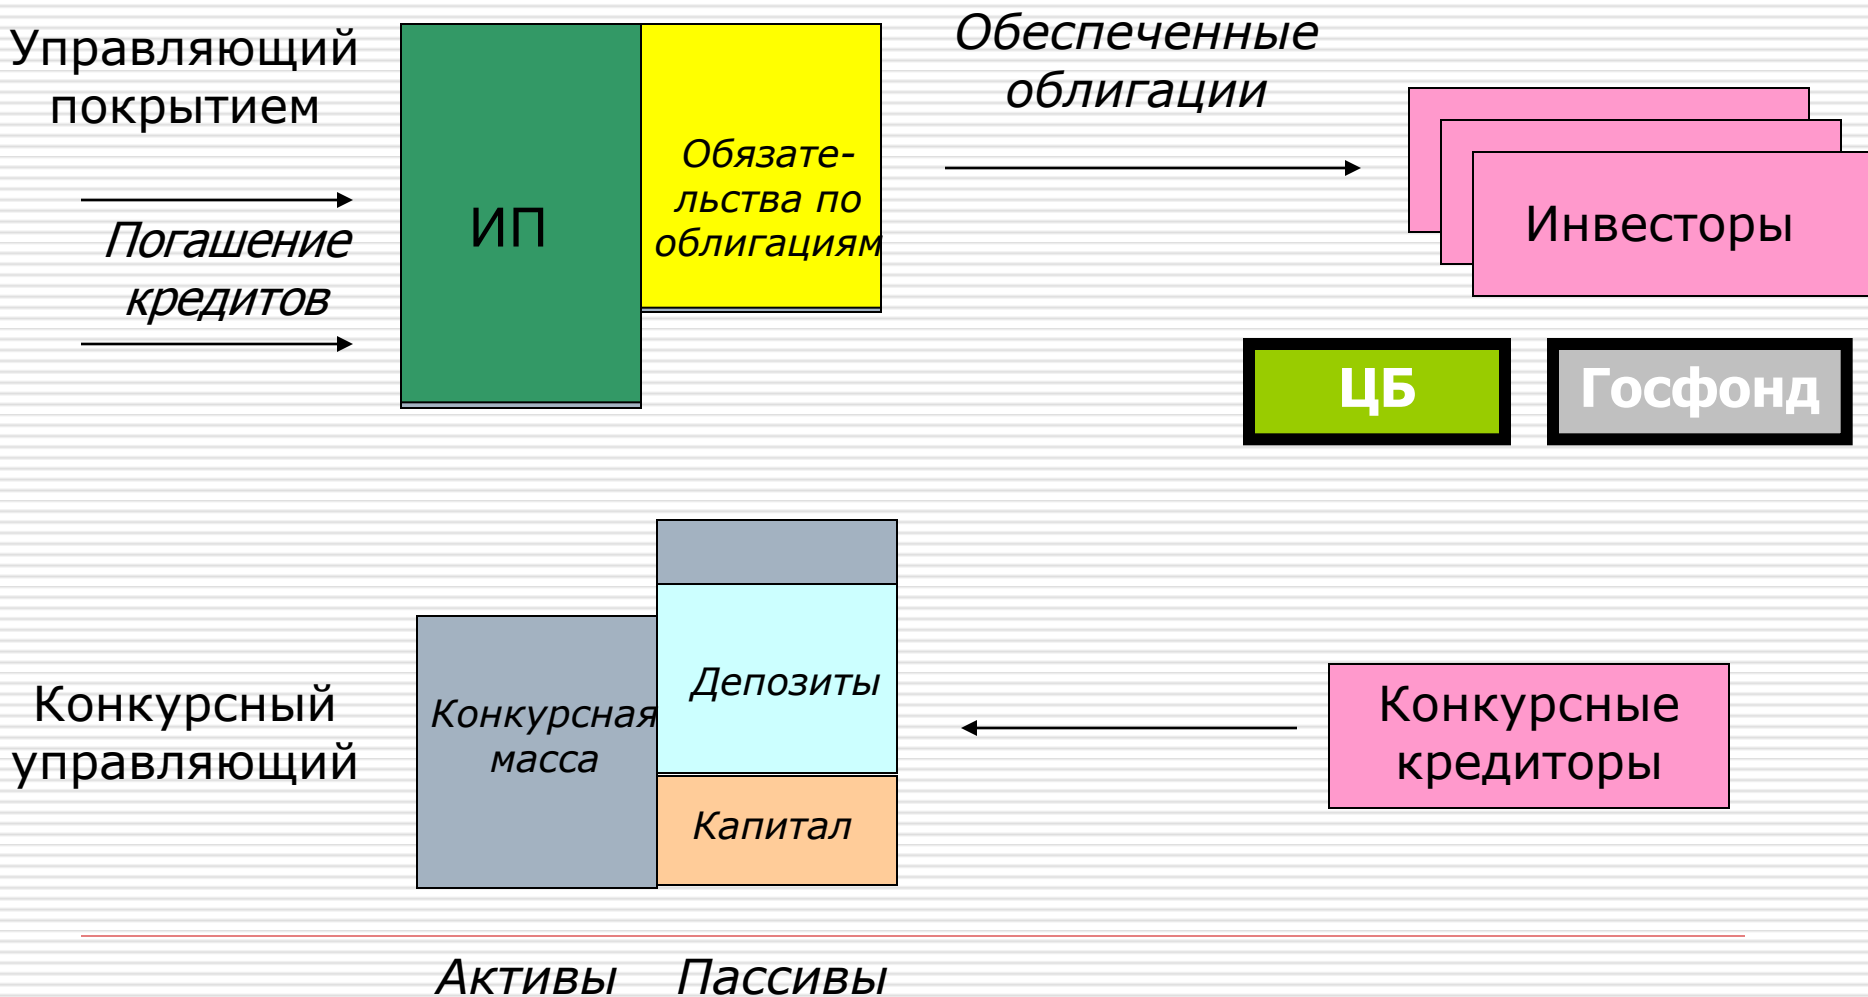 Управляющий
покрытием
Погашение
кредитов
ИП
Обязате-
льства по
облигациям
Обеспеченные
облигации
Инвесторы
ЦБ
Госфонд
Конкурсный
управляющий
Конкурсная
масса
Депозиты
Капитал
Конкурсные
кредиторы
Активы
Пассивы